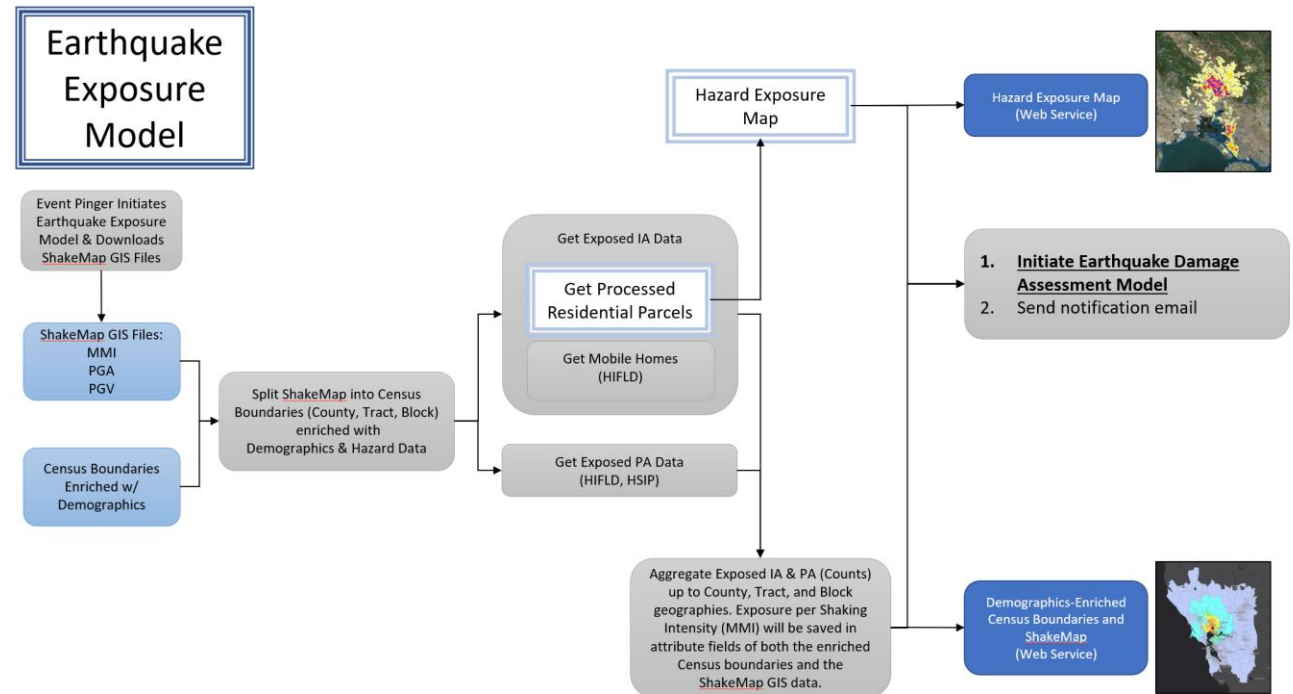 Earthquake
Exposure
Model
Event Pinger Initiates
Earthquake Exposure
Model & Downloads
ShakeMap GIS Files
ShakeMap GIS Files:
MMI
PGA
PGV
Census Boundaries
Enriched w/
Demographics
Split ShakeMap into Census
Boundaries (County, Tract, Block)
enriched with
Demographics & Hazard Data
Get Exposed IA Data
Get Processed
Residential Parcels
Get Mobile Homes
(HIFLD)
Get Exposed PA Data
(HIFLD, HSIP)
Hazard Exposure
Map
Aggregate Exposed IA & PA (Counts)
up to County, Tract, and Block
geographies. Exposure per Shaking
Intensity (MMI) will be saved in
attribute fields of both the enriched
Census boundaries and the
ShakeMap GIS data.
Hazard Exposure Map
(Web Service)
1. Initiate Earthquake Damage
Assessment Model
2. Send notification email
Demographics-Enriched
Census Boundaries and
ShakeMap
(Web Service)